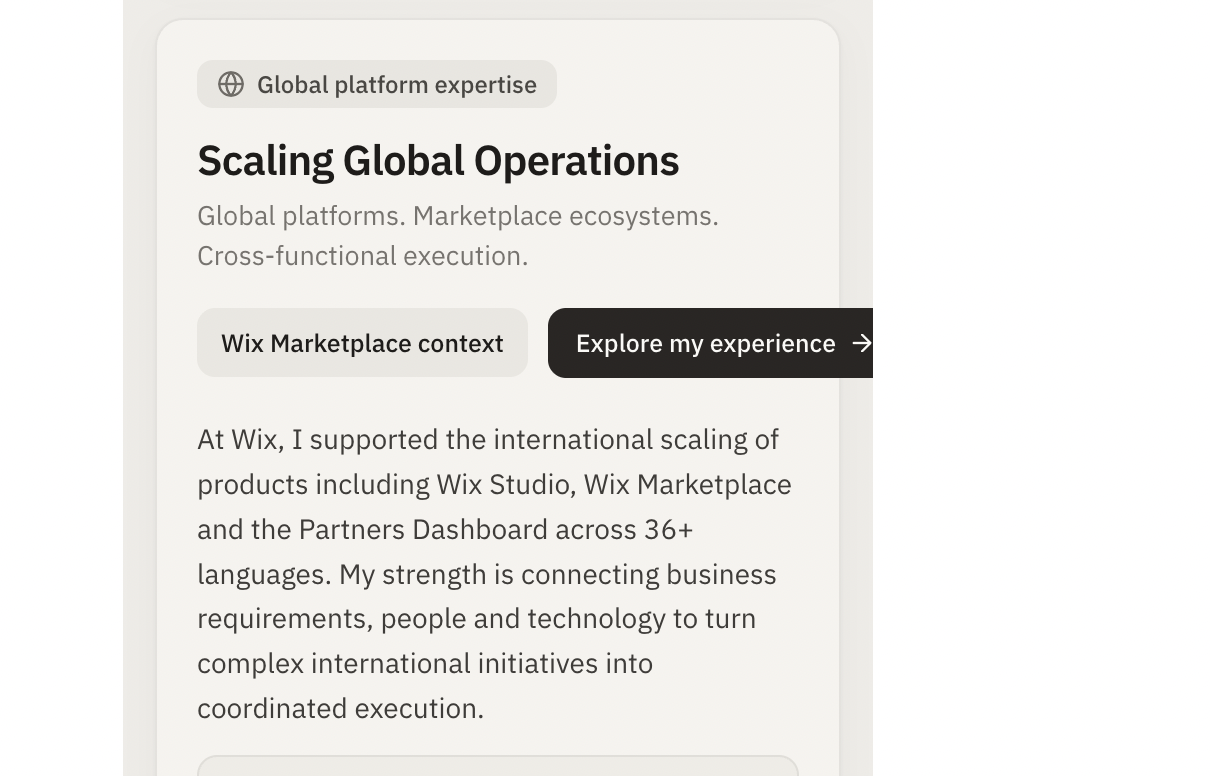 Global platform expertise
Scaling Global Operations
Global platforms. Marketplace ecosystems.
Cross-functional execution.
Wix Marketplace context
Explore my experience →
At Wix, I supported the international scaling of
products including Wix Studio, Wix Marketplace
and the Partners Dashboard across 36+
languages. My strength is connecting business
requirements, people and technology to turn
complex international initiatives into
coordinated execution.